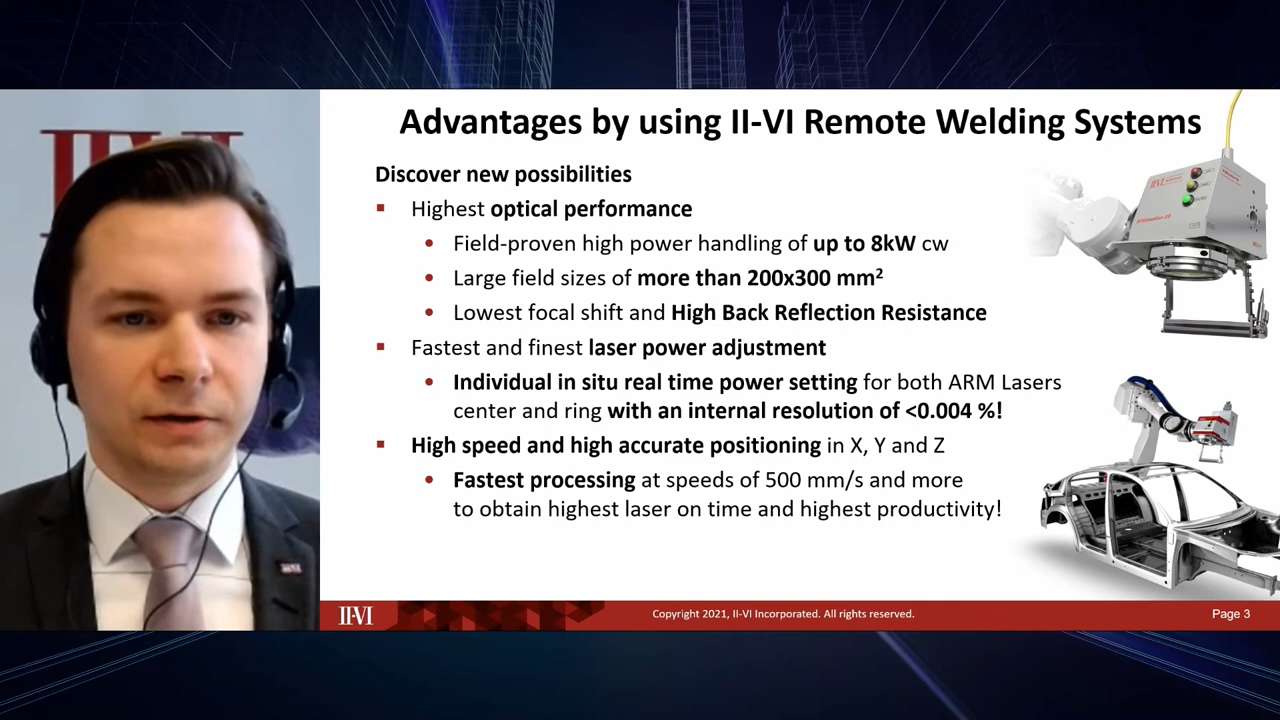 Advantages by using II-VI Remote Welding Systems
Discover new possibilities
Highest optical performance
Field-proven high power handling of up to 8kW cw
Large field sizes of more than 200x300 mm²
Lowest focal shift and High Back Reflection Resistance
Fastest and finest laser power adjustment
Individual in situ real time power setting for both ARM Lasers
center and ring with an internal resolution of <0.004 %!
High speed and high accurate positioning in X, Y and Z
Fastest processing at speeds of 500 mm/s and more
to obtain highest laser on time and highest productivity!
II-VI
Copyright 2021, II-VI Incorporated. All rights reserved.
Page 3